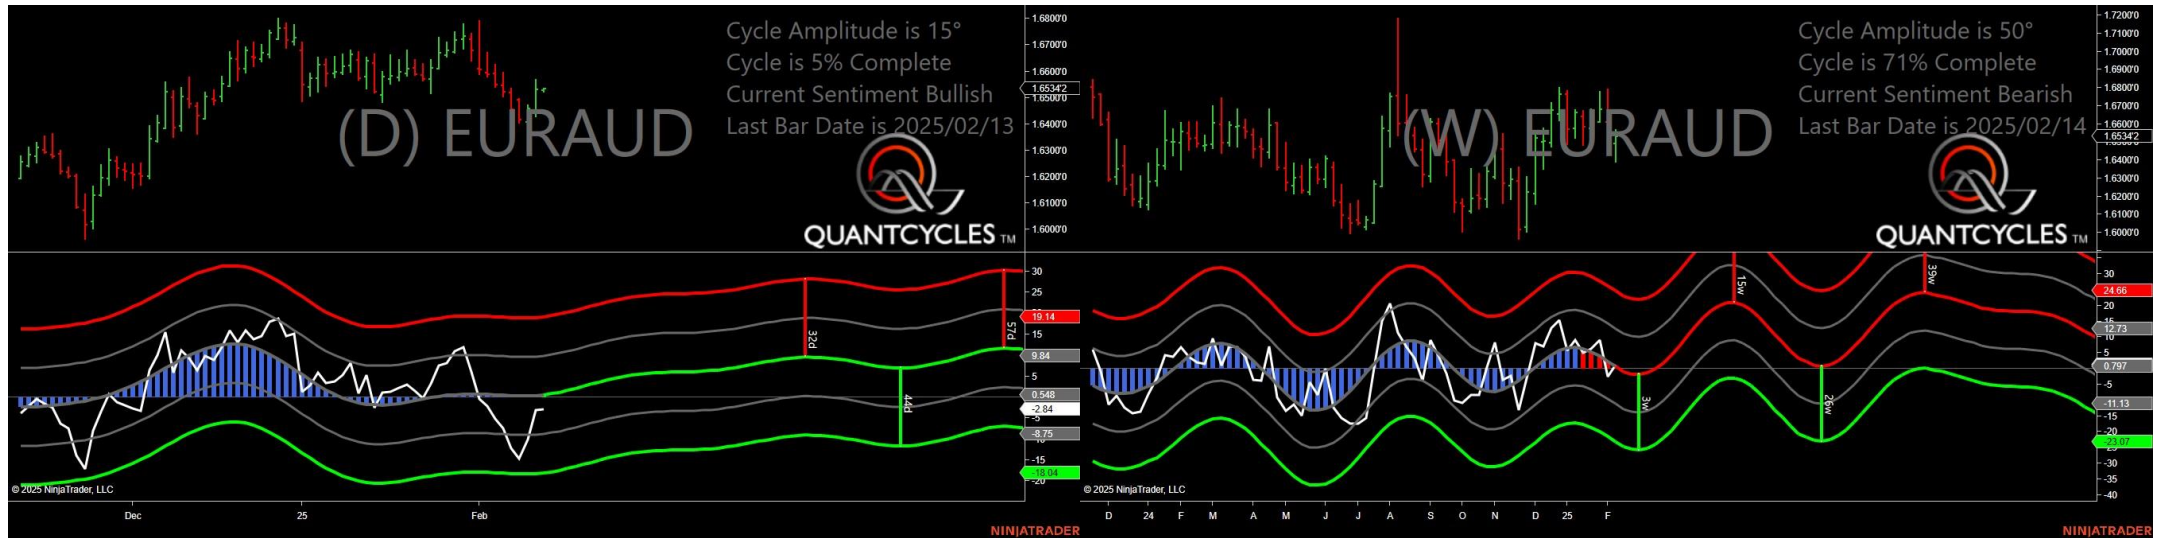 Cycle Amplitude is 15°
Cycle is 5% Complete
Current Sentiment Bullish
Last Bar Date is 2025/02/13
(D) EURAUD
QUANTCYCLES TM
1.6800'0
1.6700'0
1.6600'0
1.6534'2
1.6500'0
1.6400'0
1.6300'0
1.6200'0
1.6100'0
1.6000'0
30
25
19.14
15
9.84
5
0.548
-2.84
-5
-8.75
-15
-18.04
-20
32d
44d
57d
© 2025 NinjaTrader, LLC
Dec
25
Feb
NINJATRADER
Cycle Amplitude is 50°
Cycle is 71% Complete
Current Sentiment Bearish
Last Bar Date is 2025/02/14
(W) EURAUD
QUANTCYCLES TM
1.7200'0
1.7100'0
1.7000'0
1.6900'0
1.6800'0
1.6700'0
1.6600'0
1.6534'2
1.6400'0
1.6300'0
1.6200'0
1.6100'0
1.6000'0
30
24.66
20
15
12.73
10
5
0.797
-5
-11.13
-15
-20
-23.07
-30
-35
-40
3w
15w
26w
39w
© 2025 NinjaTrader, LLC
D 24 F M A M J J A S O N D 25 F
NINJATRADER